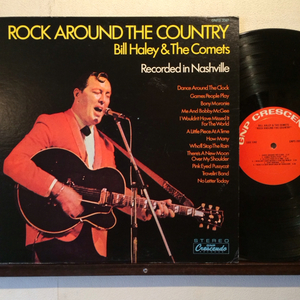 ROCK AROUND THE COUNTRY
Bill Haley & The Comets
Recorded in Nashville
Dance Around The Clock
Games People Play
Bony Moronie
Me And Bobby McGee
I Wouldn't Have Missed It
For The World
A Little Piece At A Time
How Many
Who'll Stop The Rain
There's A New Moon
Over My Shoulder
Pink Eyed Pussycat
Travelin' Band
No Letter Today
STEREO
GNP
Crescendo
GNP CRESCENDO